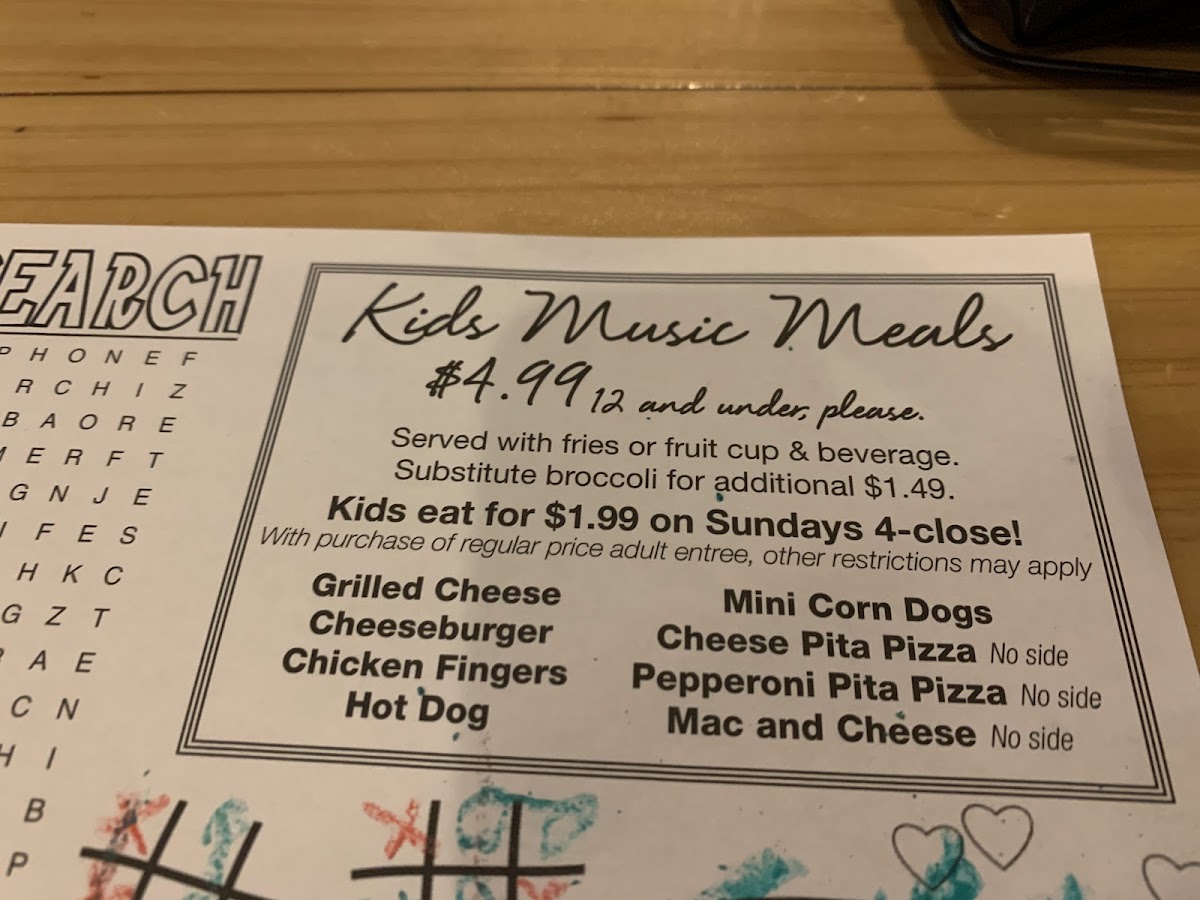 EARCH
P H O N E F
R C H I Z
B A O R E
E R F T
G N J E
F E S
H K C
G Z T
A E
C N
H I
B
P
Kids Music Meals
$4.99 12 and under, please.
Served with fries or fruit cup & beverage.
Substitute broccoli for additional $1.49.
Kids eat for $1.99 on Sundays 4-close!
With purchase of regular price adult entree, other restrictions may apply
Grilled Cheese
Cheeseburger
Chicken Fingers
Hot Dog
Mini Corn Dogs
Cheese Pita Pizza No side
Pepperoni Pita Pizza No side
Mac and Cheese No side